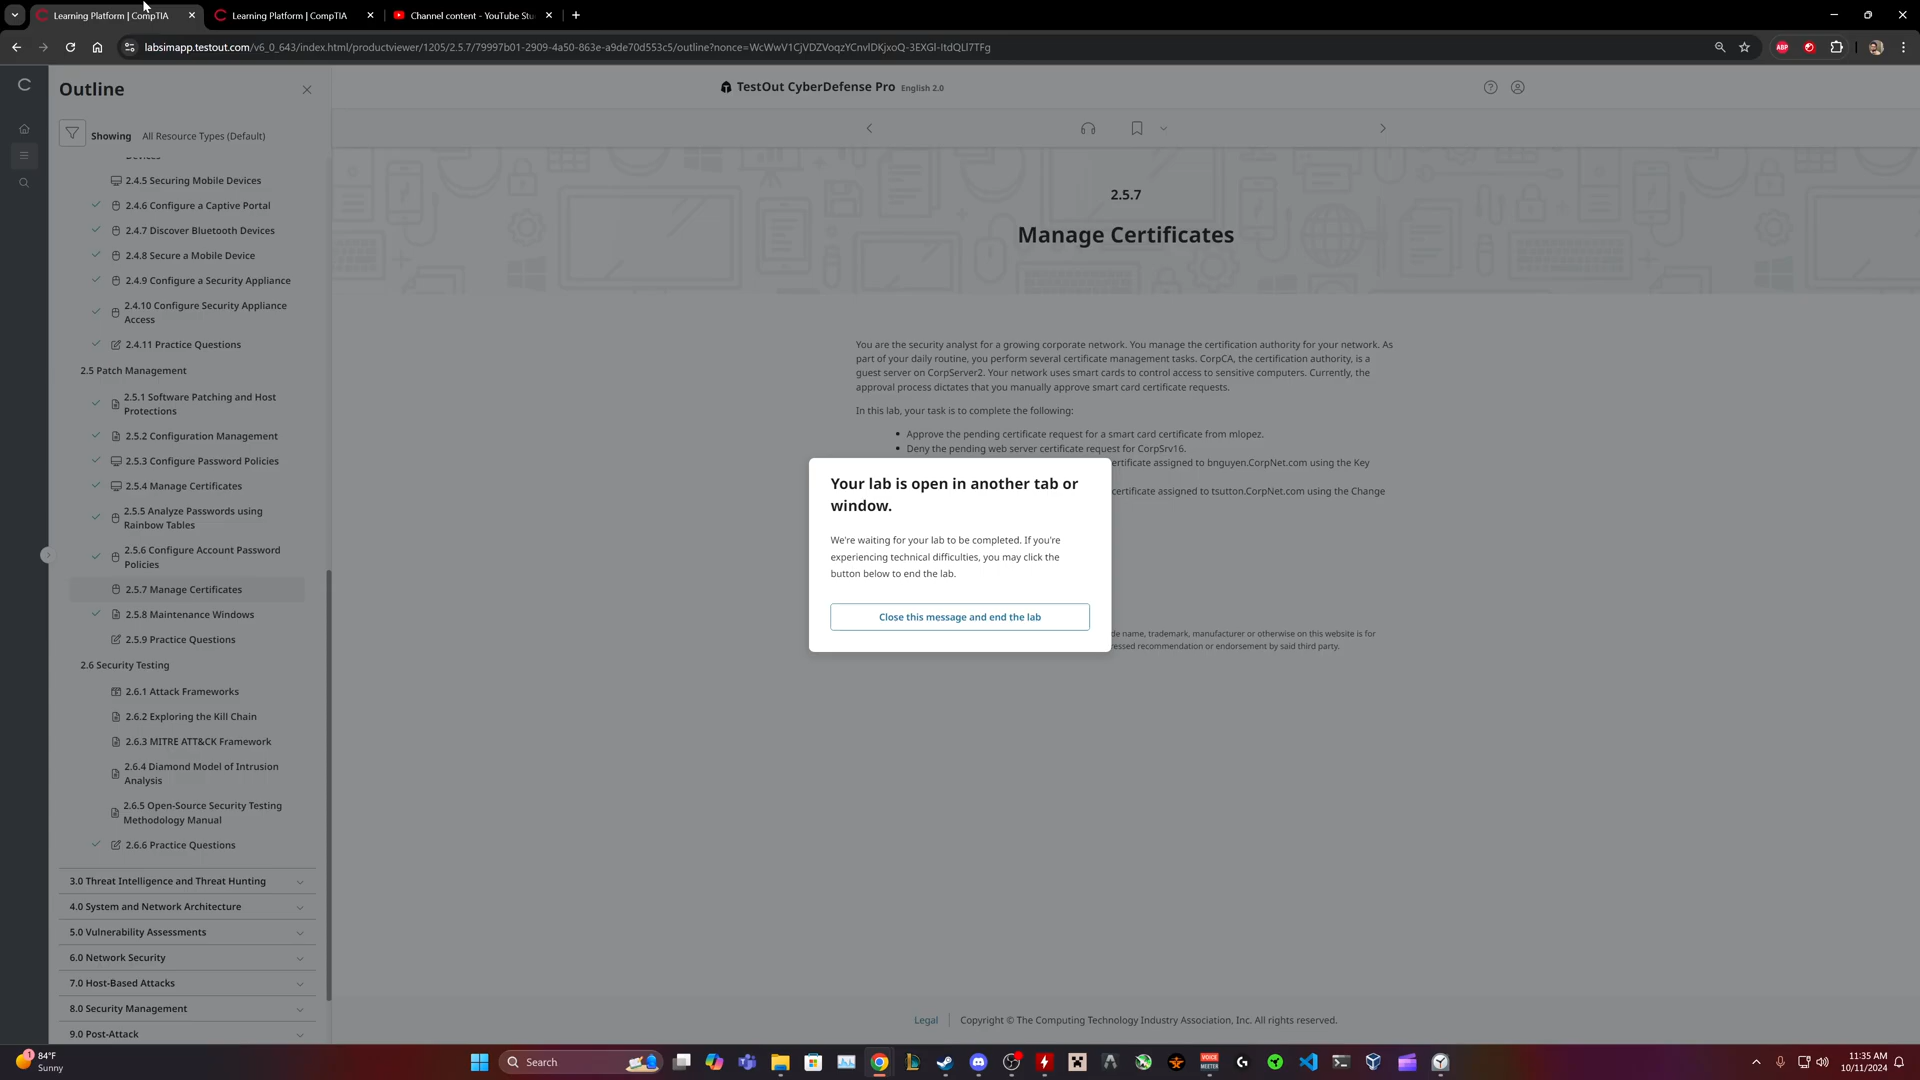 Learning Platform | CompTIA
Learning Platform | CompTIA
Channel content - YouTube Stu
labsimapp.testout.com/v6_0_643/index.html/productviewer/1205/2.5.7/79997b01-2909-4a50-863e-a9de70d553c5/outline?nonce=
ABP
Outline
TestOut CyberDefense Pro English 2.0
Showing All Resource Types (Default)
Devices
2.4.5 Securing Mobile Devices
2.4.6 Configure a Captive Portal
2.4.7 Discover Bluetooth Devices
2.4.8 Secure a Mobile Device
2.4.9 Configure a Security Appliance
2.4.10 Configure Security Appliance
Access
2.4.11 Practice Questions
2.5 Patch Management
2.5.1 Software Patching and Host
Protections
2.5.2 Configuration Management
2.5.3 Configure Password Policies
2.5.4 Manage Certificates
2.5.5 Analyze Passwords using
Rainbow Tables
2.5.6 Configure Account Password
Policies
2.5.7 Manage Certificates
2.5.8 Maintenance Windows
2.5.9 Practice Questions
2.6 Security Testing
2.6.1 Attack Frameworks
2.6.2 Exploring the Kill Chain
2.6.3 MITRE ATT&CK Framework
2.6.4 Diamond Model of Intrusion
Analysis
2.6.5 Open-Source Security Testing
Methodology Manual
2.6.6 Practice Questions
3.0 Threat Intelligence and Threat Hunting
4.0 System and Network Architecture
5.0 Vulnerability Assessments
6.0 Network Security
7.0 Host-Based Attacks
8.0 Security Management
9.0 Post-Attack
2.5.7
Manage Certificates
You are the security analyst for a growing corporate network. You manage the certification authority for your network. As
part of your daily routine, you perform several certificate management tasks. CorpCA, the certification authority, is a
guest server on CorpServer2. Your network uses smart cards to control access to sensitive computers. Currently, the
approval process dictates that you manually approve smart card certificate requests.
In this lab, your task is to complete the following:
• Approve the pending certificate request for a smart card certificate from mlopez.
• Deny the pending web server certificate request for CorpSrv16.
ertificate assigned to bnguyen.CorpNet.com using the Key
certificate assigned to tsutton.CorpNet.com using the Change
Your lab is open in another tab or
window.
We're waiting for your lab to be completed. If you're
experiencing technical difficulties, you may click the
button below to end the lab.
Close this message and end the lab
de name, trademark, manufacturer or otherwise on this website is for
ressed recommendation or endorsement by said third party.
Legal Copyright © The Computing Technology Industry Association, Inc. All rights reserved.
1
84°F
Sunny
Search
VOICE
MEETER
11:35 AM
10/11/2024